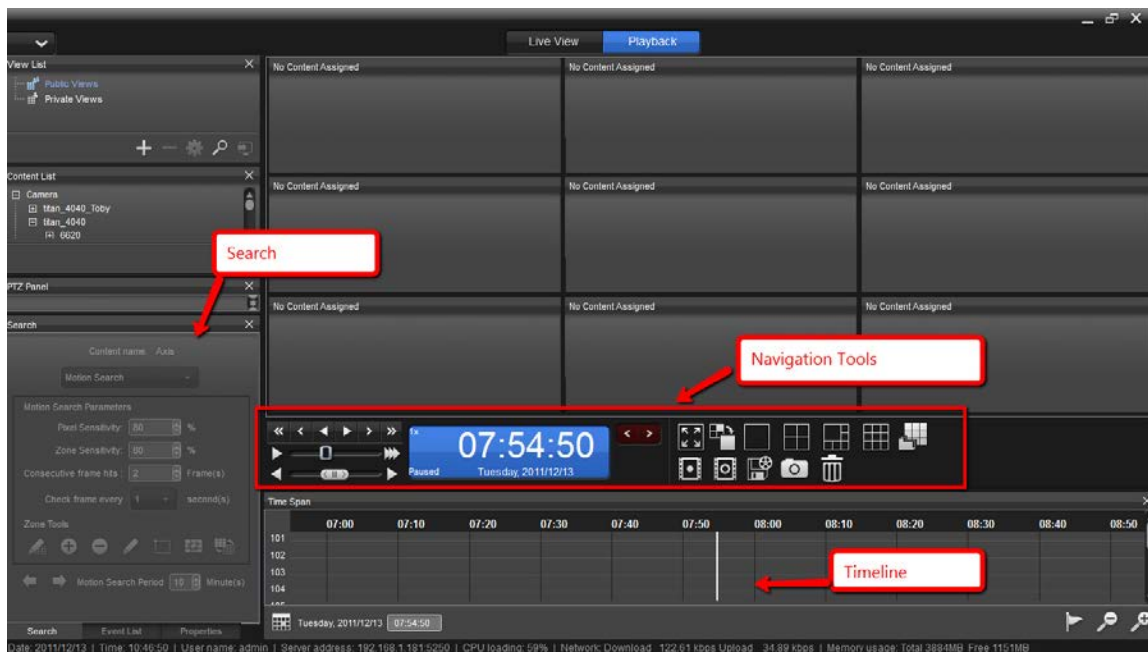 Live View Playback
View List
Public Views
Private Views
Content List
Camera
titan_4040_Toby
titan_4040
6620
PTZ Panel
Search
Content name: Axis
Motion Search
Motion Search Parameters
Pixel Sensitivity: 80 %
Zone Sensitivity: 60 %
Consecutive frame hits : 2 Frame(s)
Check frame every 1 second(s)
Zone Tools
Motion Search Period 10 Minute(s)
Search Event List Properties
No Content Assigned No Content Assigned No Content Assigned
No Content Assigned No Content Assigned No Content Assigned
No Content Assigned No Content Assigned No Content Assigned
Search
Navigation Tools
1x
07:54:50
Paused Tuesday, 2011/12/13
Time Span
07:00 07:10 07:20 07:30 07:40 07:50 08:00 08:10 08:20 08:30 08:40 08:50
101
102
103
104
Timeline
Tuesday, 2011/12/13 07:54:50
Date: 2011/12/13 | Time: 10:46:50 | User name: admin | Server address: 192.168.1.181:5250 | CPU loading: 59% | Network: Download 122.61 kbps Upload 34.89 kbps | Memory usage: Total 3884MB Free 1151MB